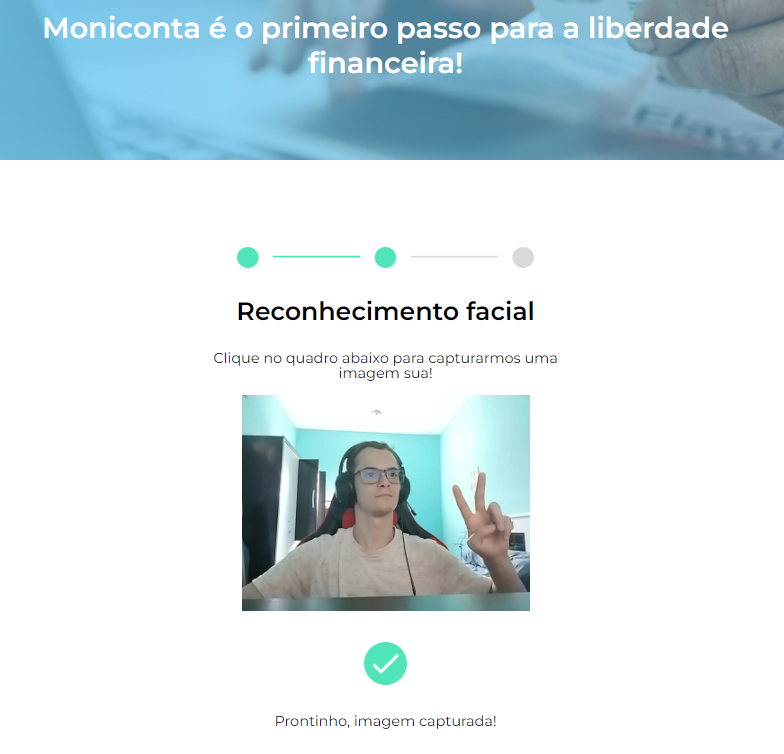 Moniconta é o primeiro passo para a liberdade
financeira!
Reconhecimento facial
Clique no quadro abaixo para capturarmos uma
imagem sua!
Prontinho, imagem capturada!